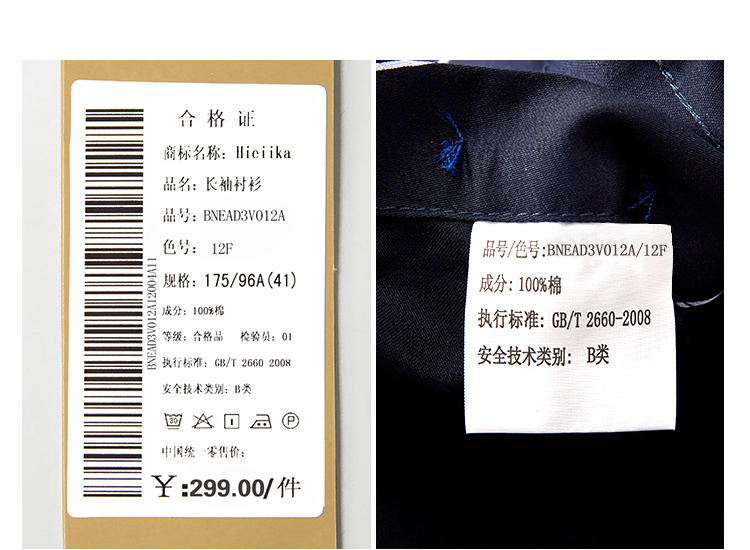 合格证
商标名称: Hieiika
品名: 长袖衬衫
品号: BNEAD3V012A
色号: 12F
规格: 175/96A(41)
成分: 100%棉
等级: 合格品 检验员: 01
执行标准: GB/T 2660 2008
安全技术类别: B类
30
P
中国统一零售价:
¥:299.00/件
BNEAD3V012A12004A11
品号/色号:BNEAD3V012A/12F
成分: 100%棉
执行标准: GB/T 2660-2008
安全技术类别: B类